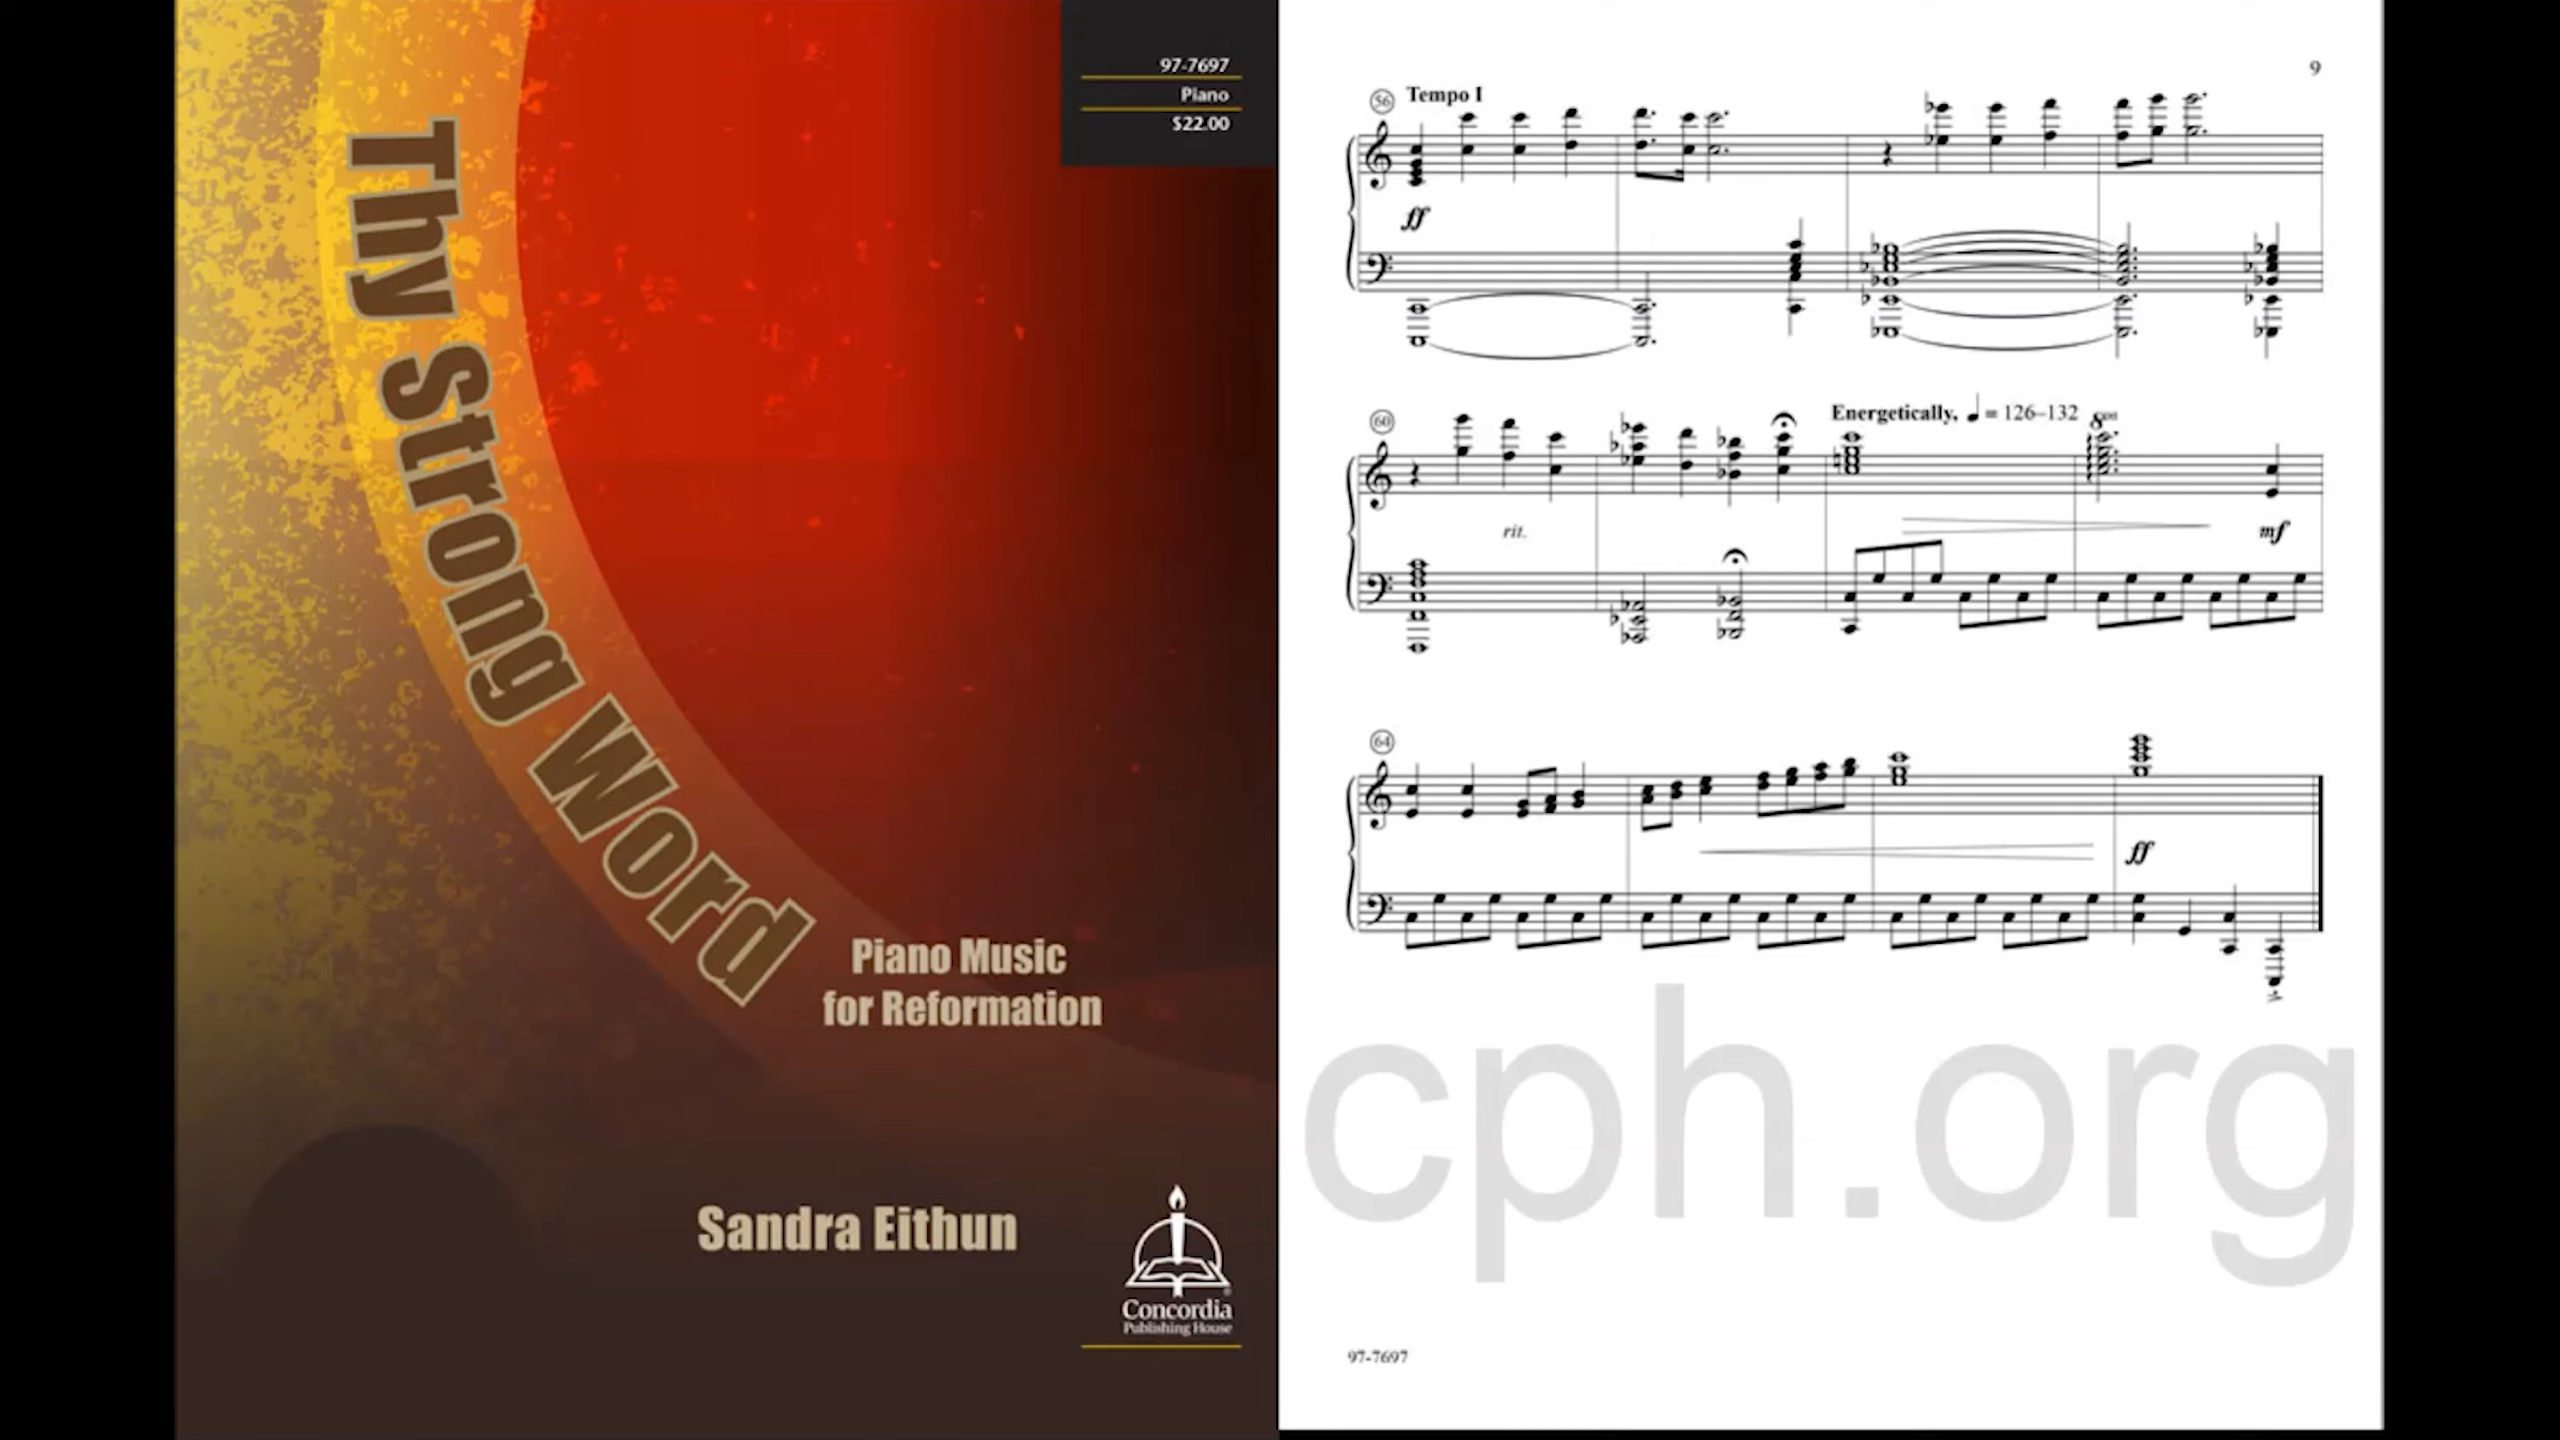 97-7697
Piano
$22.00
Thy Strong Word
Piano Music
for Reformation
Sandra Eithun
Concordia
Publishing House
9
56 Tempo I
ff
60
Energetically, ♩ = 126–132
rit.
mf
64
ff
cph.org
97-7697